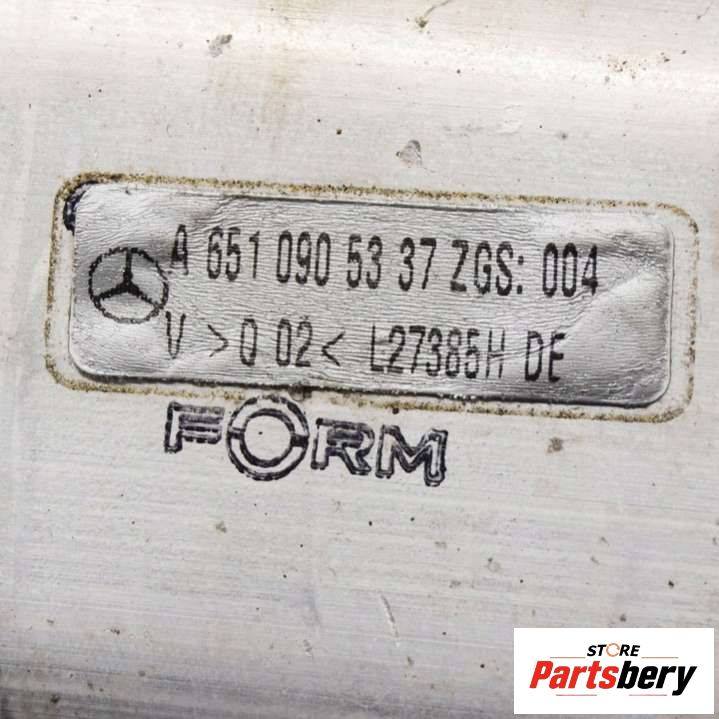 A 651 090 53 37 ZGS: 004
V >0 02< L27385H DE
FORM
STORE
Partsbery